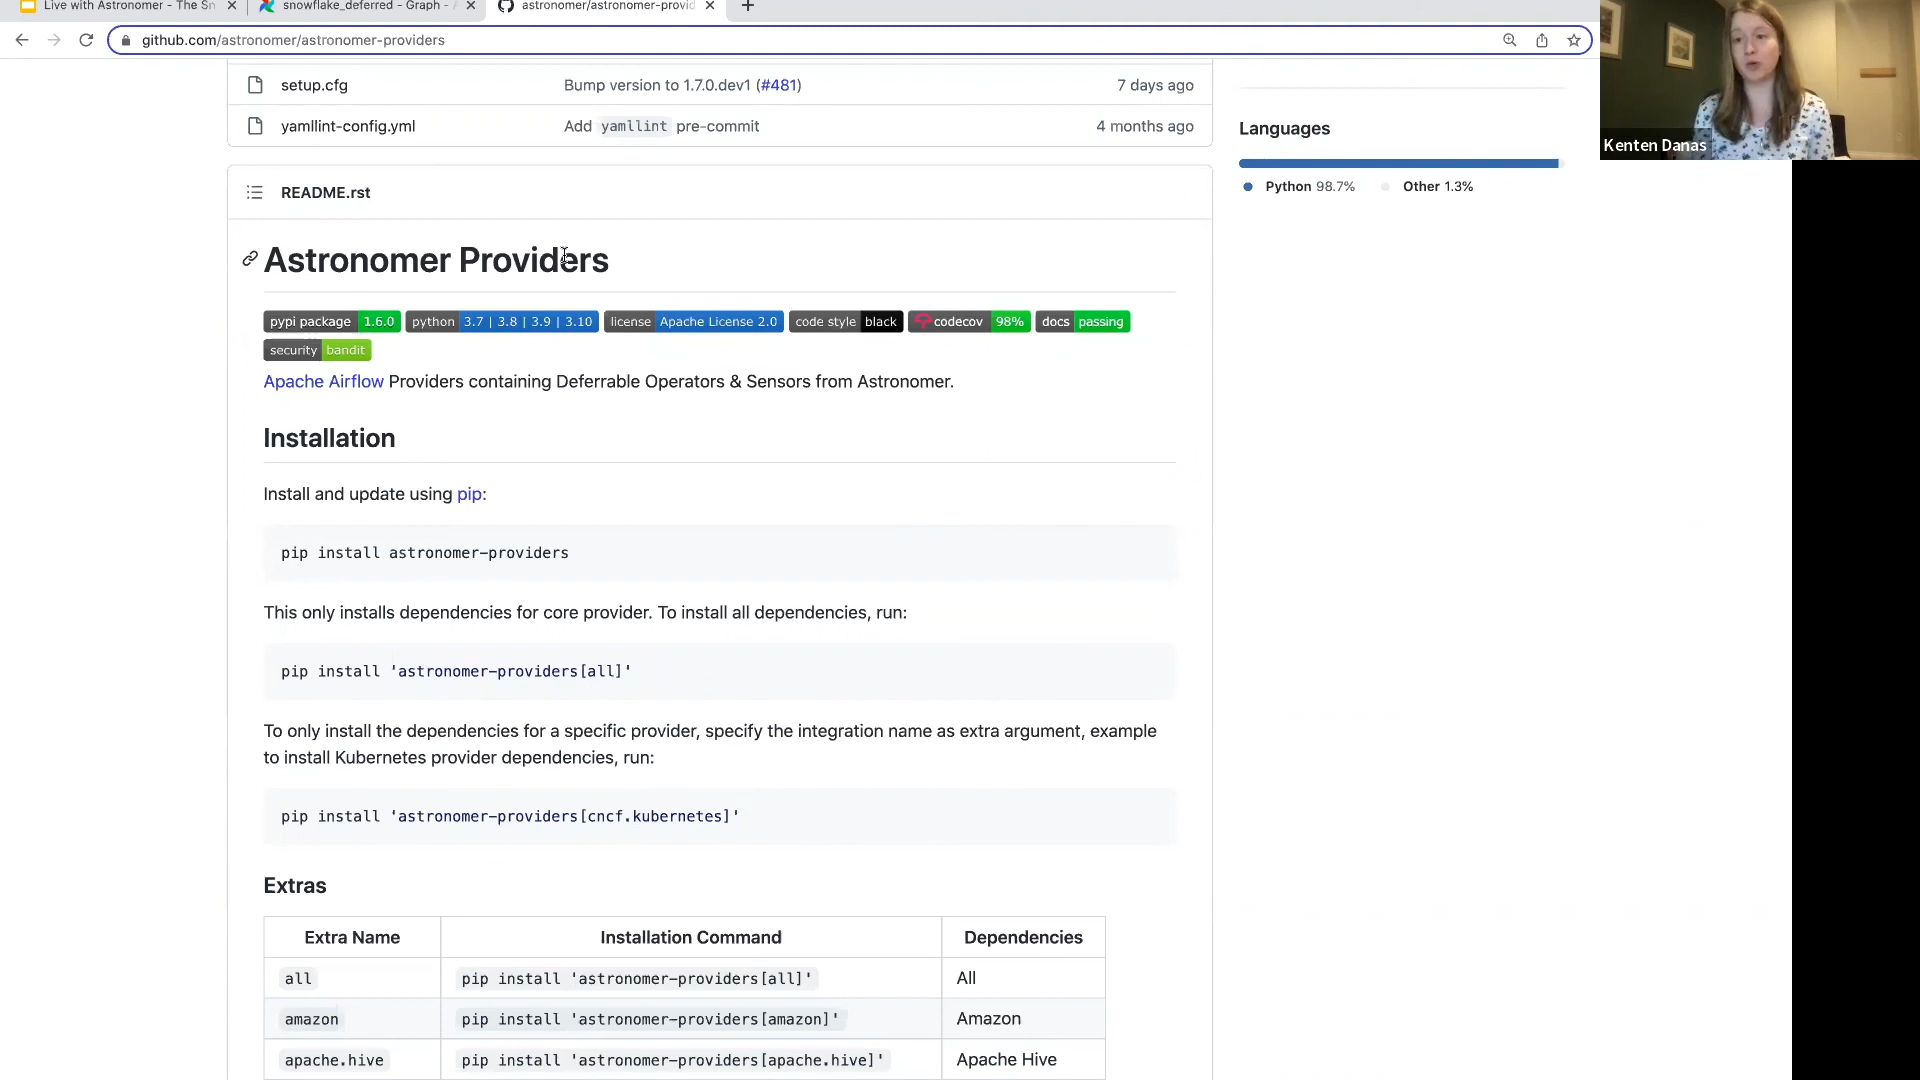 Live with Astronomer - The Sn
snowflake_deferred - Graph -
astronomer/astronomer-provid
github.com/astronomer/astronomer-providers
setup.cfg Bump version to 1.7.0.dev1 (#481) 7 days ago
yamllint-config.yml Add yamllint pre-commit 4 months ago
Languages
Python 98.7% Other 1.3%
Kenten Danas
README.rst
Astronomer Providers
pypi package 1.6.0 python 3.7 | 3.8 | 3.9 | 3.10 license Apache License 2.0 code style black codecov 98% docs passing
security bandit
Apache Airflow Providers containing Deferrable Operators & Sensors from Astronomer.
Installation
Install and update using pip:
pip install astronomer-providers
This only installs dependencies for core provider. To install all dependencies, run:
pip install 'astronomer-providers[all]'
To only install the dependencies for a specific provider, specify the integration name as extra argument, example
to install Kubernetes provider dependencies, run:
pip install 'astronomer-providers[cncf.kubernetes]'
Extras
Extra Name Installation Command Dependencies
all pip install 'astronomer-providers[all]' All
amazon pip install 'astronomer-providers[amazon]' Amazon
apache.hive pip install 'astronomer-providers[apache.hive]' Apache Hive